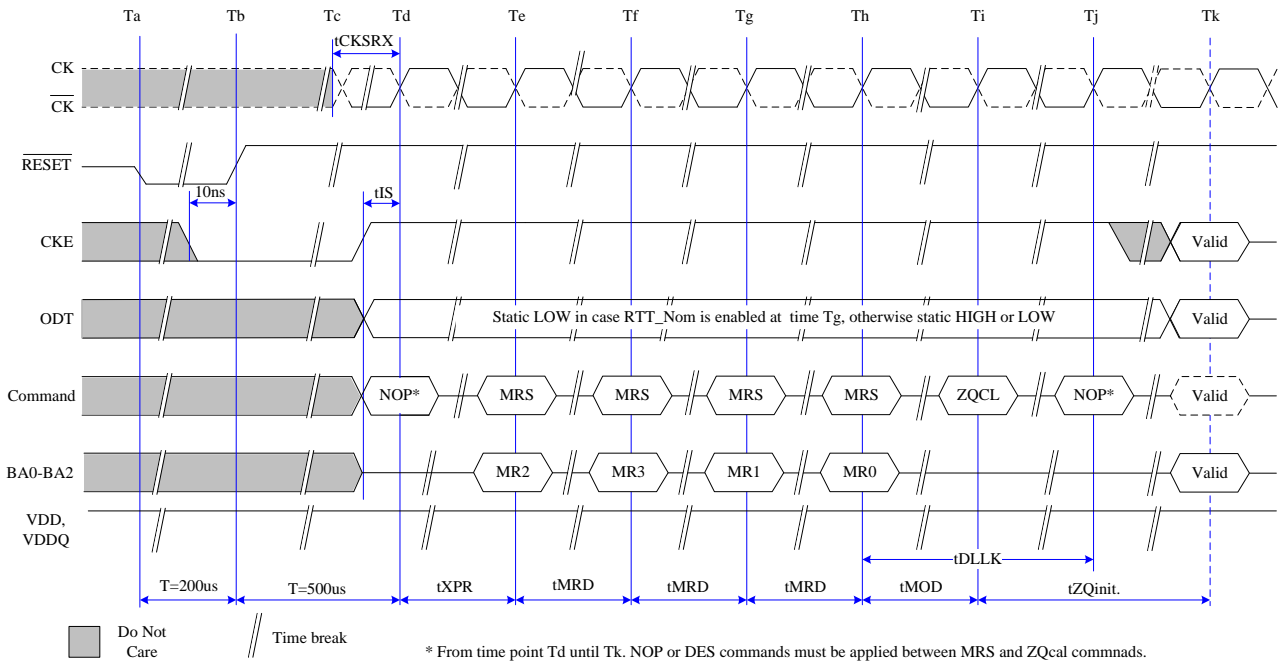 Ta Tb Tc Td Te Tf Tg Th Ti Tj Tk
tCKSRX
CK
CK
RESET
10ns
tIS
CKE
Valid
ODT
Static LOW in case RTT_Nom is enabled at time Tg, otherwise static HIGH or LOW
Valid
Command
NOP* MRS MRS MRS MRS ZQCL NOP* Valid
BA0-BA2
MR2 MR3 MR1 MR0 Valid
VDD,
VDDQ
tDLLK
T=200us T=500us tXPR tMRD tMRD tMRD tMOD tZQinit.
Do Not
Care
Time break
* From time point Td until Tk. NOP or DES commands must be applied between MRS and ZQcal commnads.